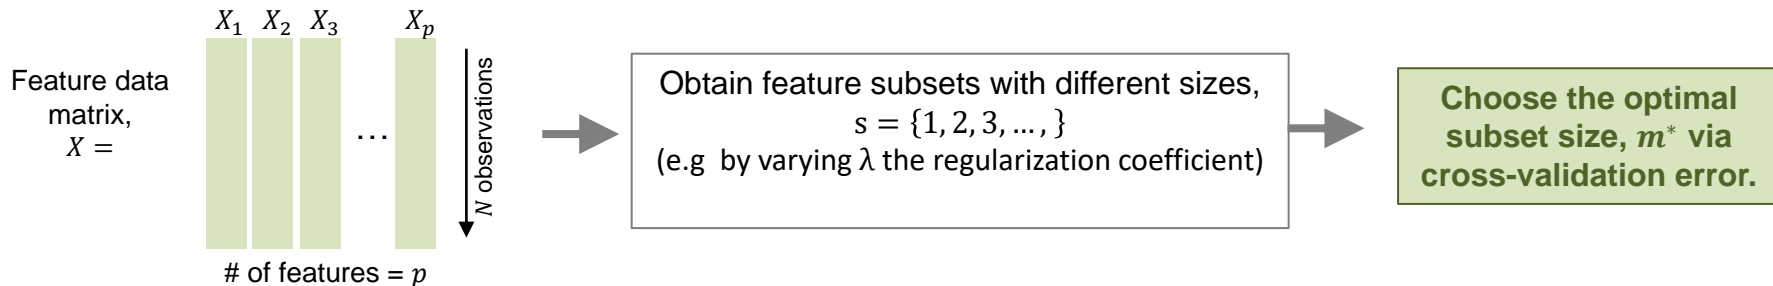 X₁ X₂ X₃ X_p
Feature data
matrix,
X =
...
N observations
# of features = p
Obtain feature subsets with different sizes,
s = {1, 2, 3, … , }
(e.g by varying λ the regularization coefficient)
Choose the optimal
subset size, m* via
cross-validation error.